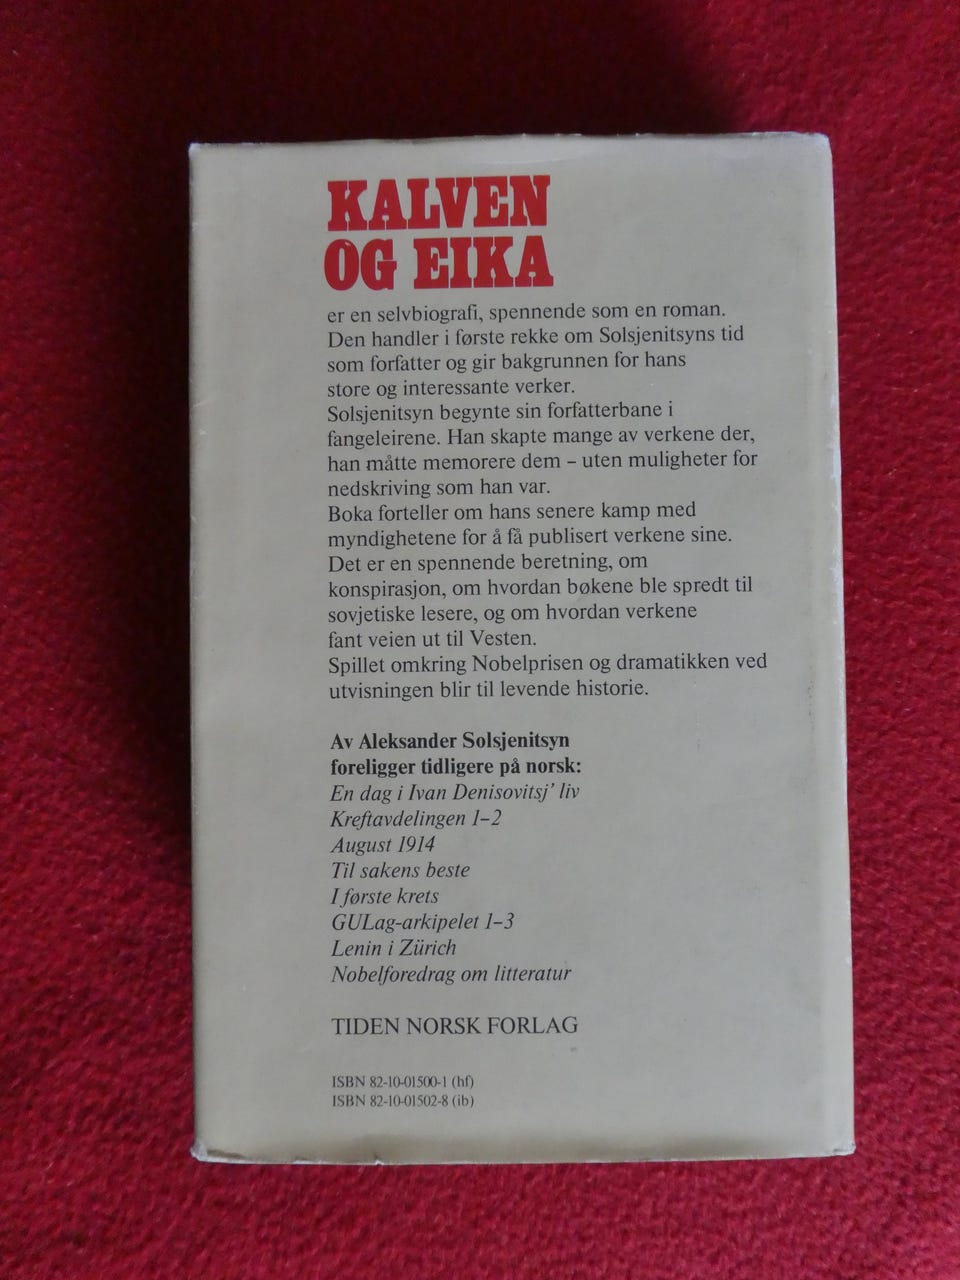 KALVEN
OG EIKA
er en selvbiografi, spennende som en roman.
Den handler i første rekke om Solsjenitsyns tid
som forfatter og gir bakgrunnen for hans
store og interessante verker.
Solsjenitsyn begynte sin forfatterbane i
fangeleirene. Han skapte mange av verkene der,
han måtte memorere dem – uten muligheter for
nedskriving som han var.
Boka forteller om hans senere kamp med
myndighetene for å få publisert verkene sine.
Det er en spennende beretning, om
konspirasjon, om hvordan bøkene ble spredt til
sovjetiske lesere, og om hvordan verkene
fant veien ut til Vesten.
Spillet omkring Nobelprisen og dramatikken ved
utvisningen blir til levende historie.
Av Aleksander Solsjenitsyn
foreligger tidligere på norsk:
En dag i Ivan Denisovitsj' liv
Kreftavdelingen 1–2
August 1914
Til sakens beste
I første krets
GULag-arkipelet 1–3
Lenin i Zürich
Nobelforedrag om litteratur
TIDEN NORSK FORLAG
ISBN 82-10-01500-1 (hf)
ISBN 82-10-01502-8 (ib)